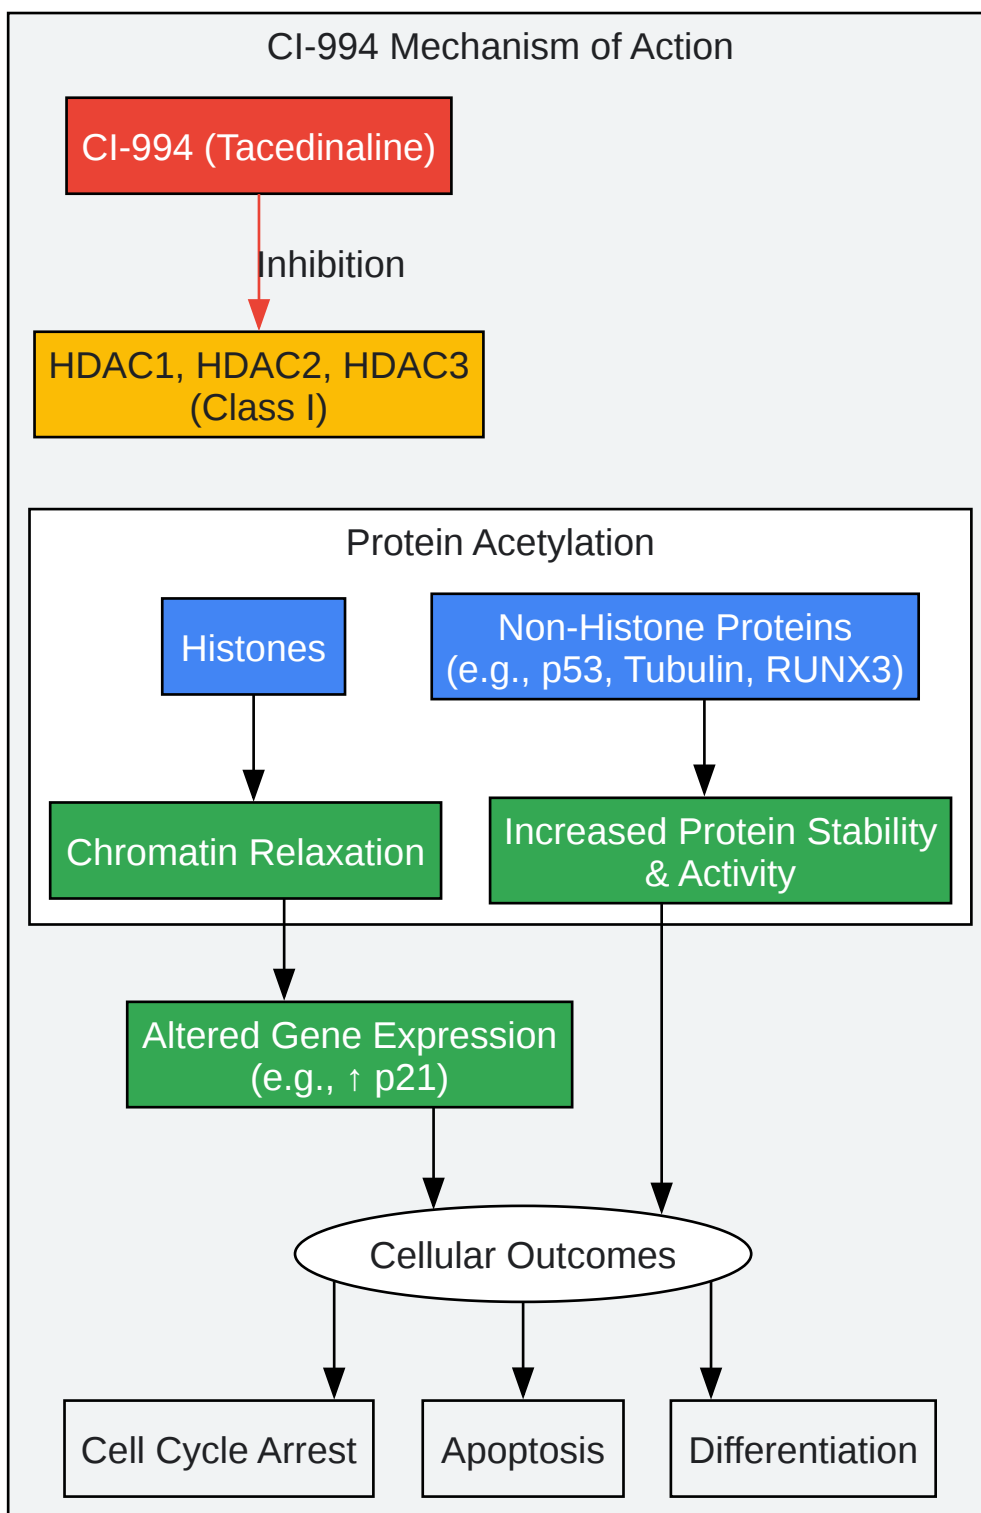 CI-994 Mechanism of Action
CI-994 (Tacedinaline)
Inhibition
HDAC1, HDAC2, HDAC3
(Class I)
Protein Acetylation
Histones
Non-Histone Proteins
(e.g., p53, Tubulin, RUNX3)
Chromatin Relaxation
Increased Protein Stability
& Activity
Altered Gene Expression
(e.g., ↑ p21)
Cellular Outcomes
Cell Cycle Arrest
Apoptosis
Differentiation